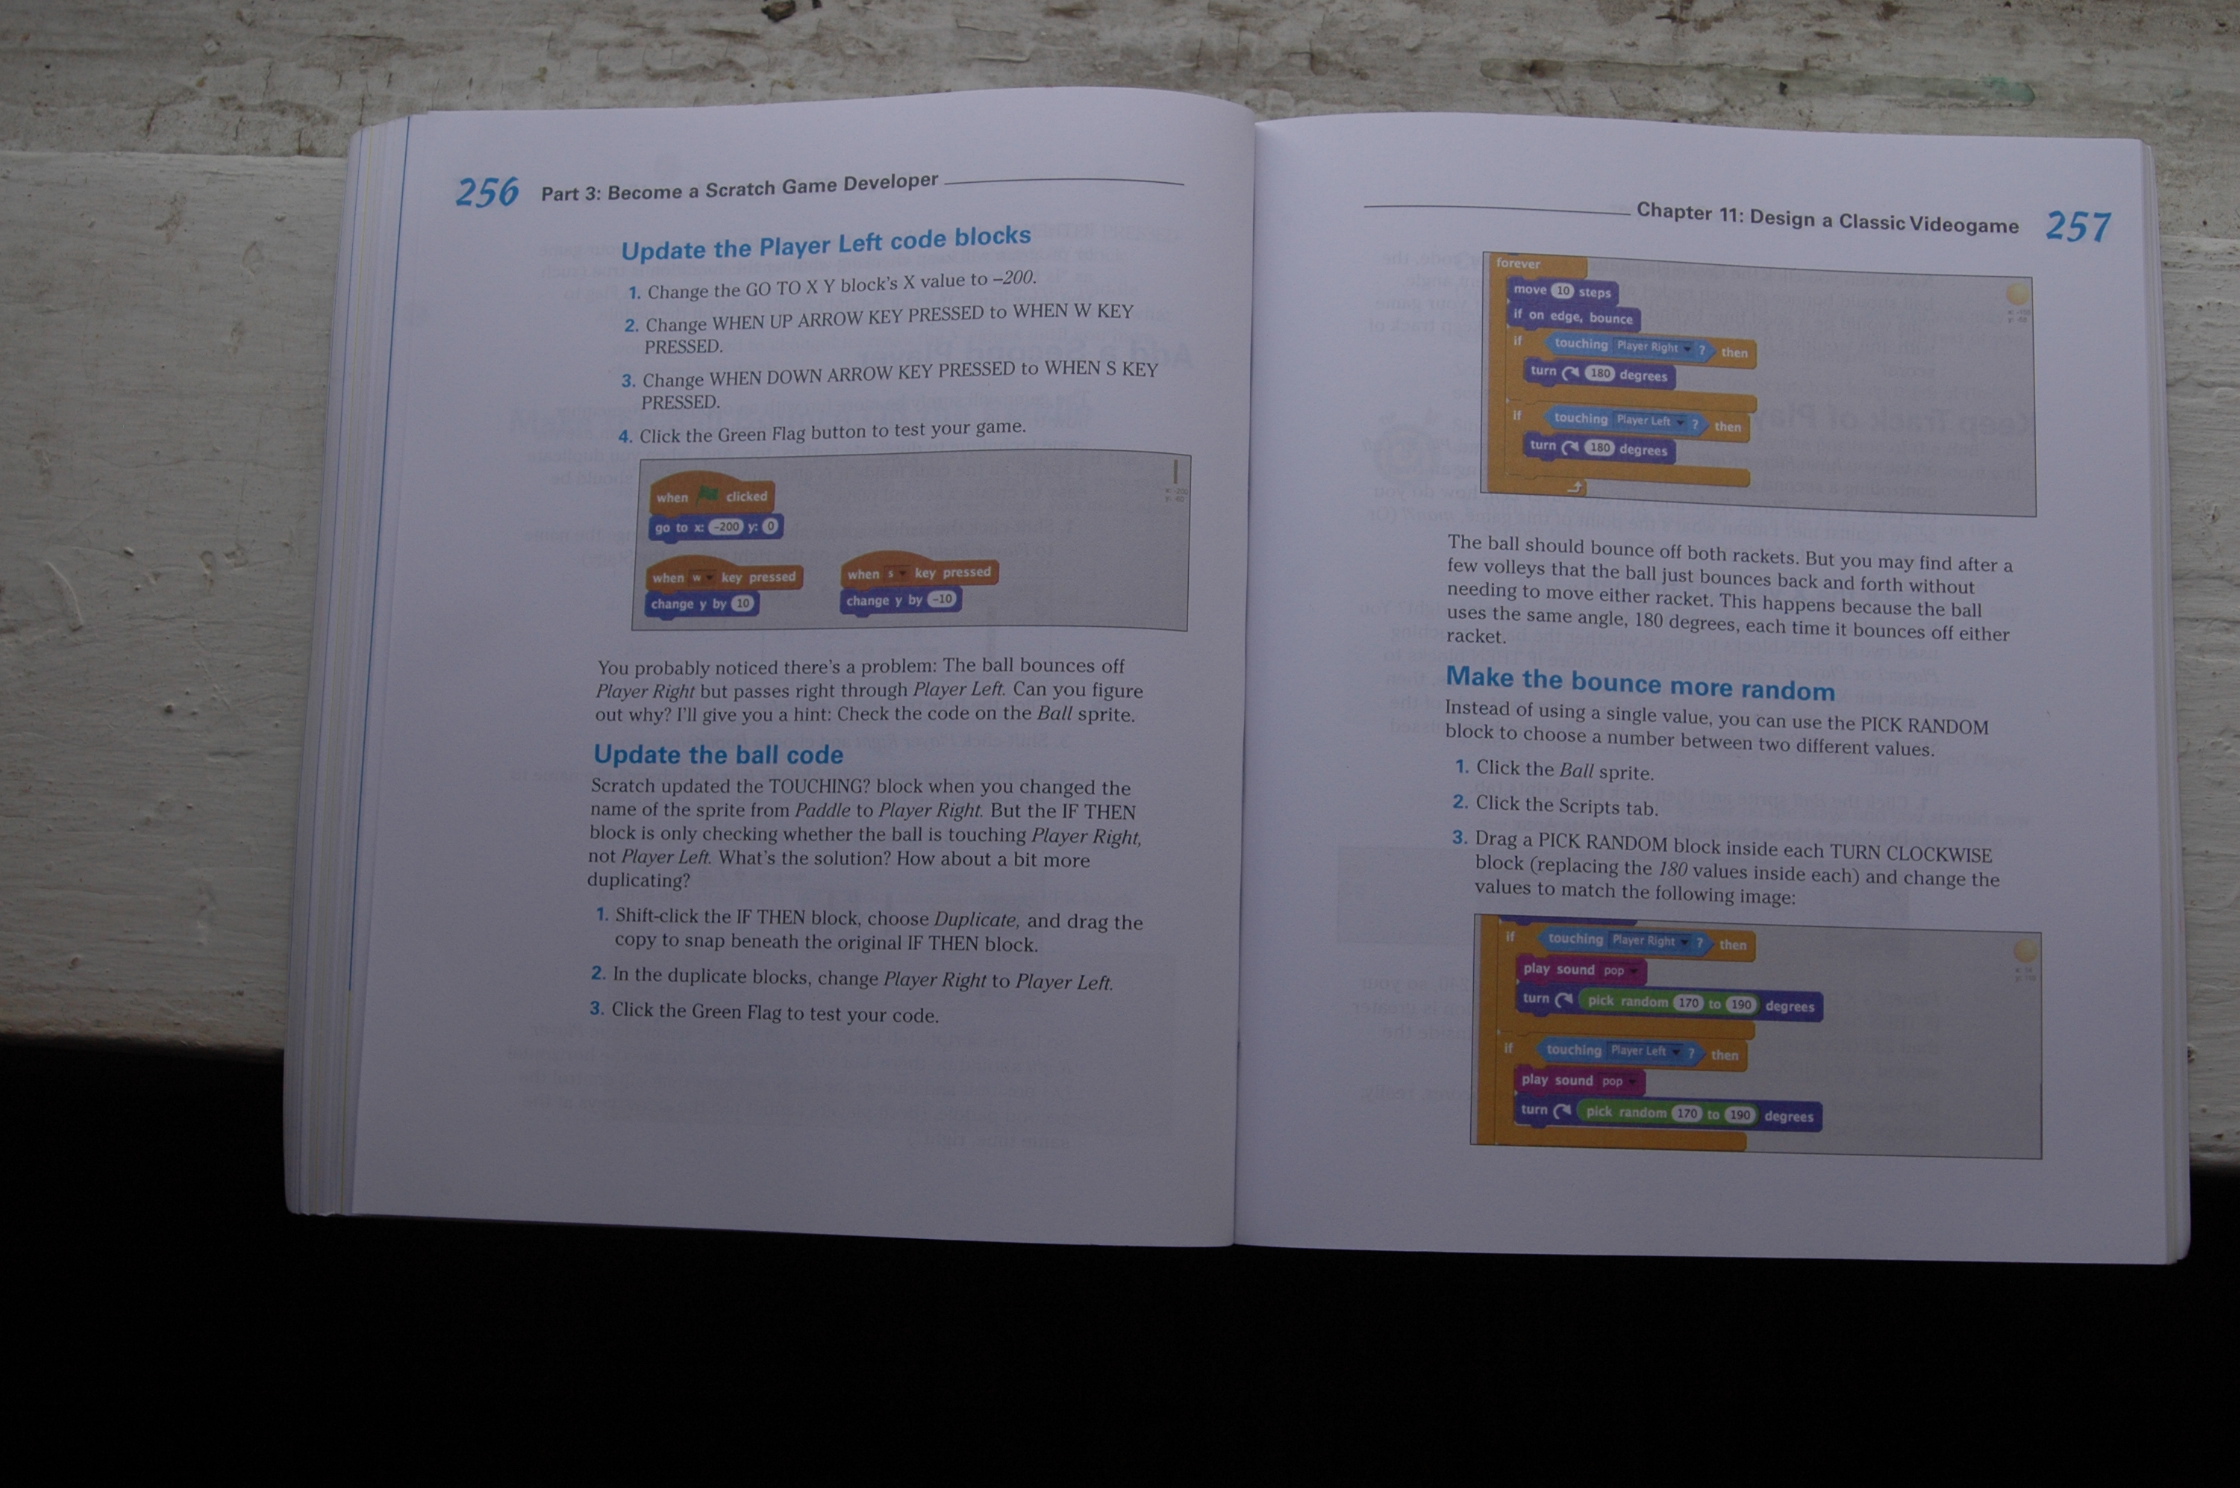 256 Part 3: Become a Scratch Game Developer
Update the Player Left code blocks
1. Change the GO TO X Y block's X value to –200.
2. Change WHEN UP ARROW KEY PRESSED to WHEN W KEY
PRESSED.
3. Change WHEN DOWN ARROW KEY PRESSED to WHEN S KEY
PRESSED.
4. Click the Green Flag button to test your game.
when clicked
go to x: -200 y: 0
when w key pressed
change y by 10
when s key pressed
change y by -10
You probably noticed there's a problem: The ball bounces off
Player Right but passes right through Player Left. Can you figure
out why? I'll give you a hint: Check the code on the Ball sprite.
Update the ball code
Scratch updated the TOUCHING? block when you changed the
name of the sprite from Paddle to Player Right. But the IF THEN
block is only checking whether the ball is touching Player Right,
not Player Left. What's the solution? How about a bit more
duplicating?
1. Shift-click the IF THEN block, choose Duplicate, and drag the
copy to snap beneath the original IF THEN block.
2. In the duplicate blocks, change Player Right to Player Left.
3. Click the Green Flag to test your code.
Chapter 11: Design a Classic Videogame 257
forever
move 10 steps
if on edge, bounce
if touching Player Right ? then
turn 180 degrees
if touching Player Left ? then
turn 180 degrees
The ball should bounce off both rackets. But you may find after a
few volleys that the ball just bounces back and forth without
needing to move either racket. This happens because the ball
uses the same angle, 180 degrees, each time it bounces off either
racket.
Make the bounce more random
Instead of using a single value, you can use the PICK RANDOM
block to choose a number between two different values.
1. Click the Ball sprite.
2. Click the Scripts tab.
3. Drag a PICK RANDOM block inside each TURN CLOCKWISE
block (replacing the 180 values inside each) and change the
values to match the following image:
if touching Player Right ? then
play sound pop
turn pick random 170 to 190 degrees
if touching Player Left ? then
play sound pop
turn pick random 170 to 190 degrees